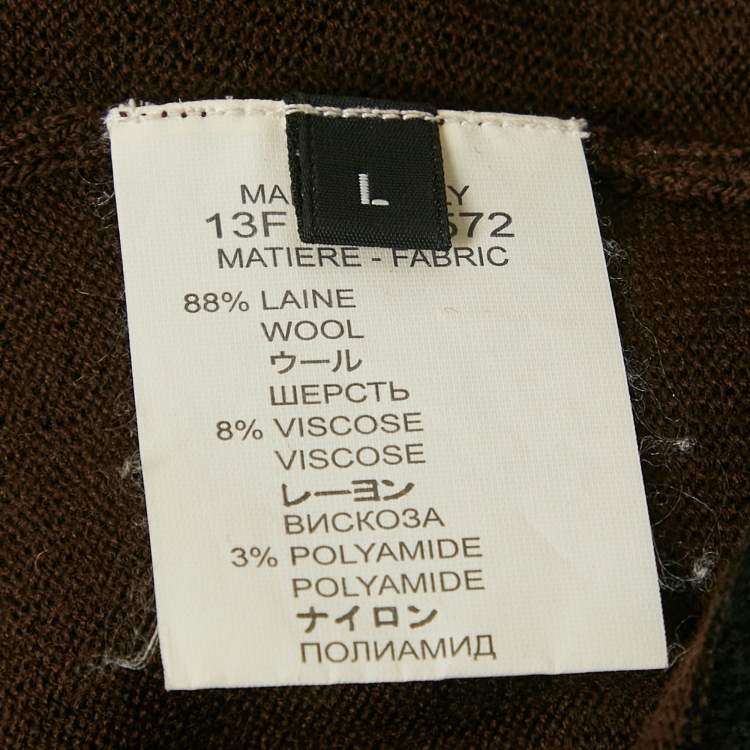 L
13F 572
MATIERE - FABRIC
88% LAINE
WOOL
ウール
ШЕРСТЬ
8% VISCOSE
VISCOSE
レーヨン
ВИСКОЗА
3% POLYAMIDE
POLYAMIDE
ナイロン
ПОЛИАМИД